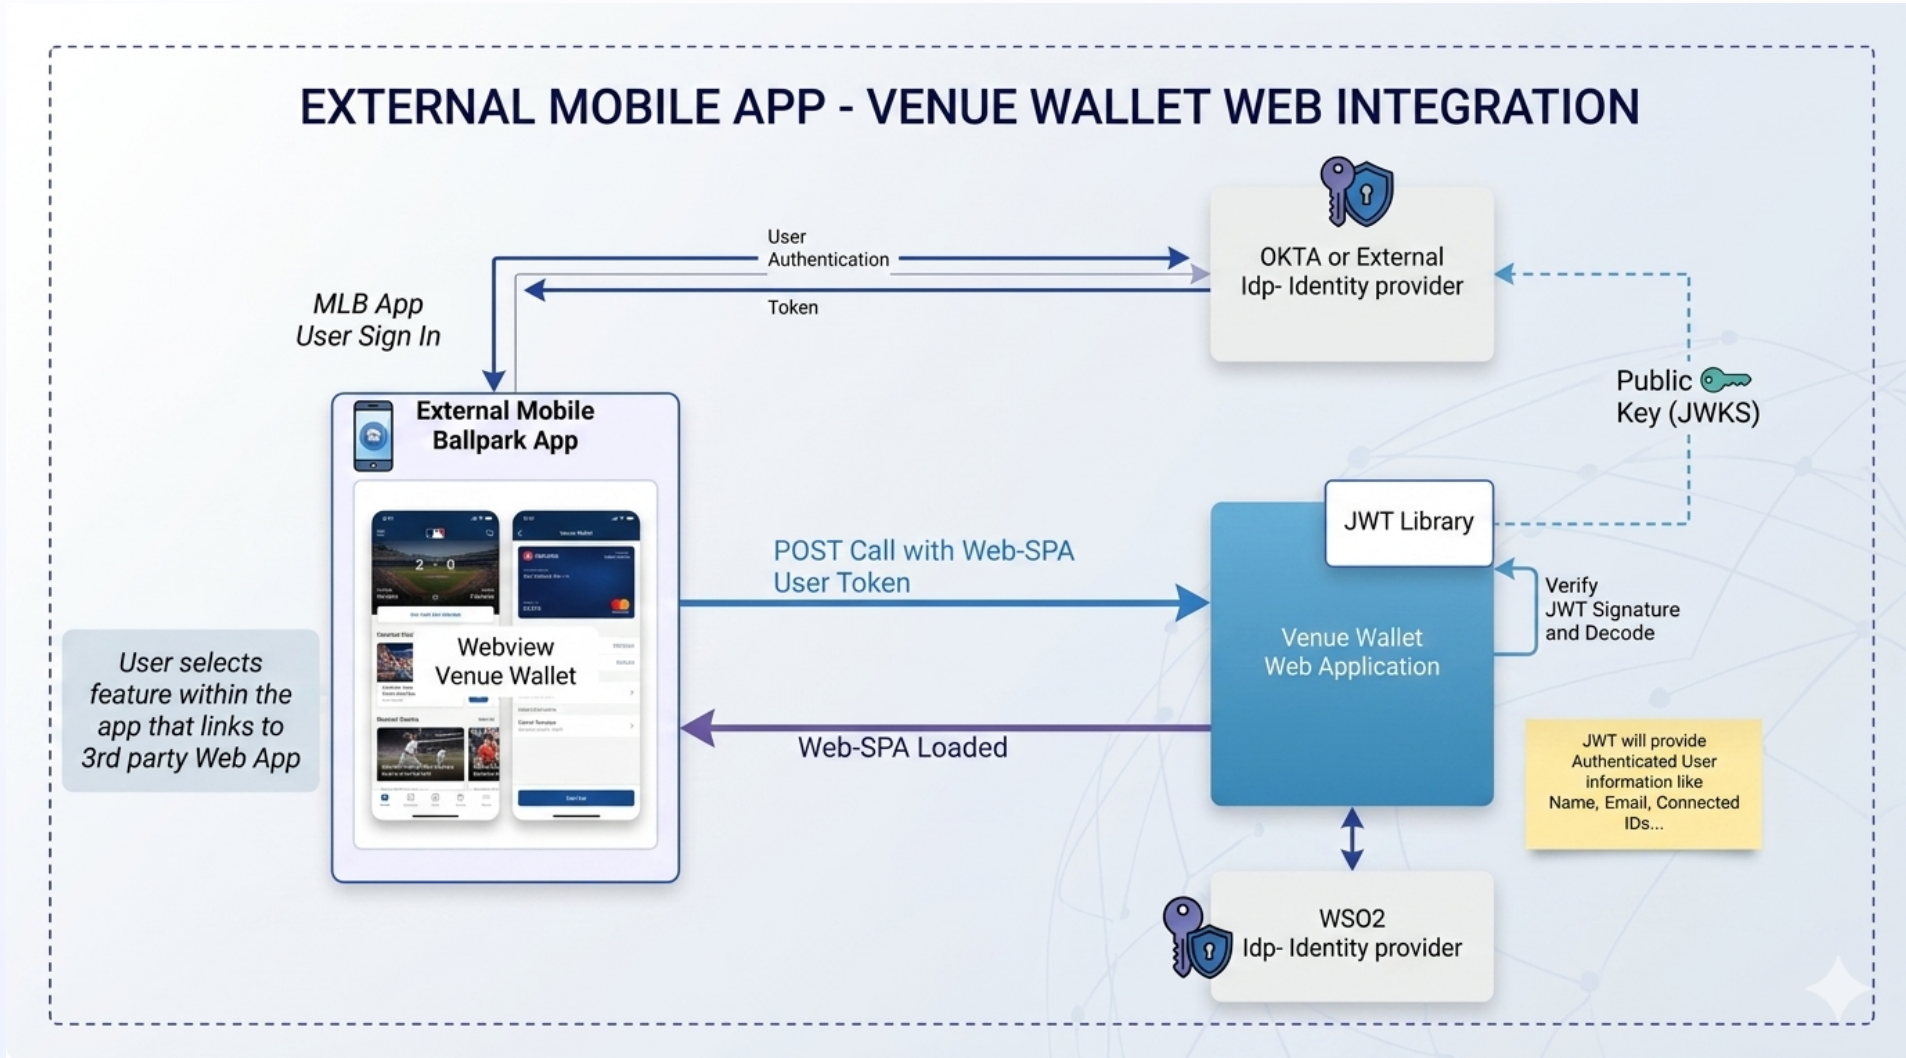 EXTERNAL MOBILE APP - VENUE WALLET WEB INTEGRATION
User
Authentication
Token
MLB App
User Sign In
OKTA or External
Idp- Identity provider
Public
Key (JWKS)
External Mobile
Ballpark App
2 - 0
Venue Wallet
Webview
Venue Wallet
User selects
feature within the
app that links to
3rd party Web App
POST Call with Web-SPA
User Token
Web-SPA Loaded
JWT Library
Venue Wallet
Web Application
Verify
JWT Signature
and Decode
JWT will provide
Authenticated User
information like
Name, Email, Connected
IDs...
WSO2
Idp- Identity provider